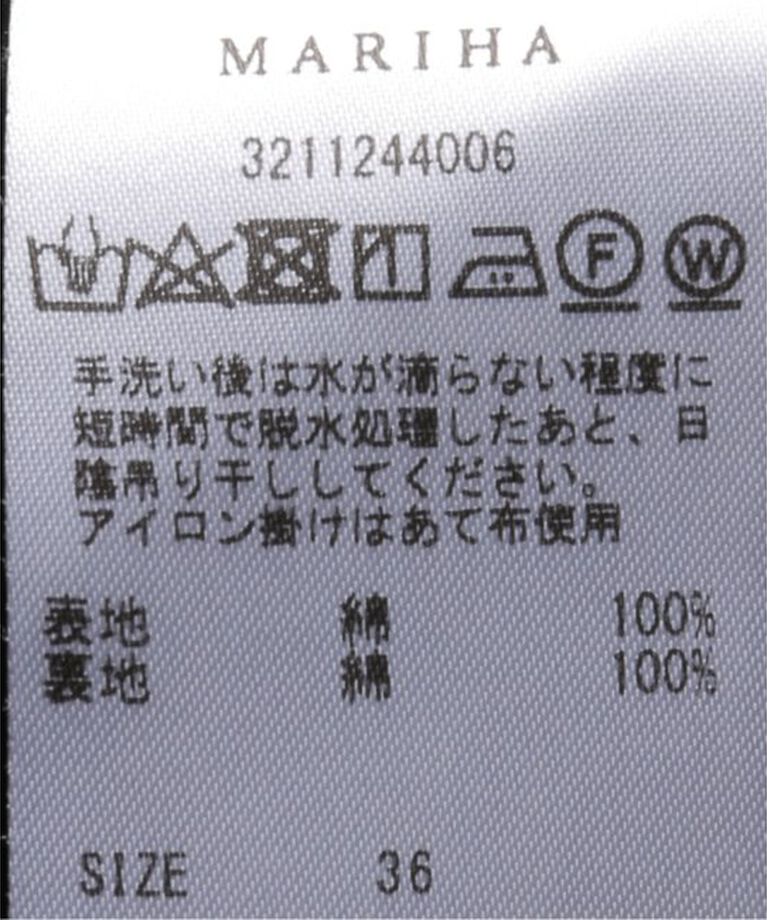 MARIHA
3211244006
F W
手洗い後は水が滴らない程度に
短時間で脱水処理したあと、日
陰吊り干ししてください。
アイロン掛けはあて布使用
表地 綿 100%
裏地 綿 100%
SIZE 36